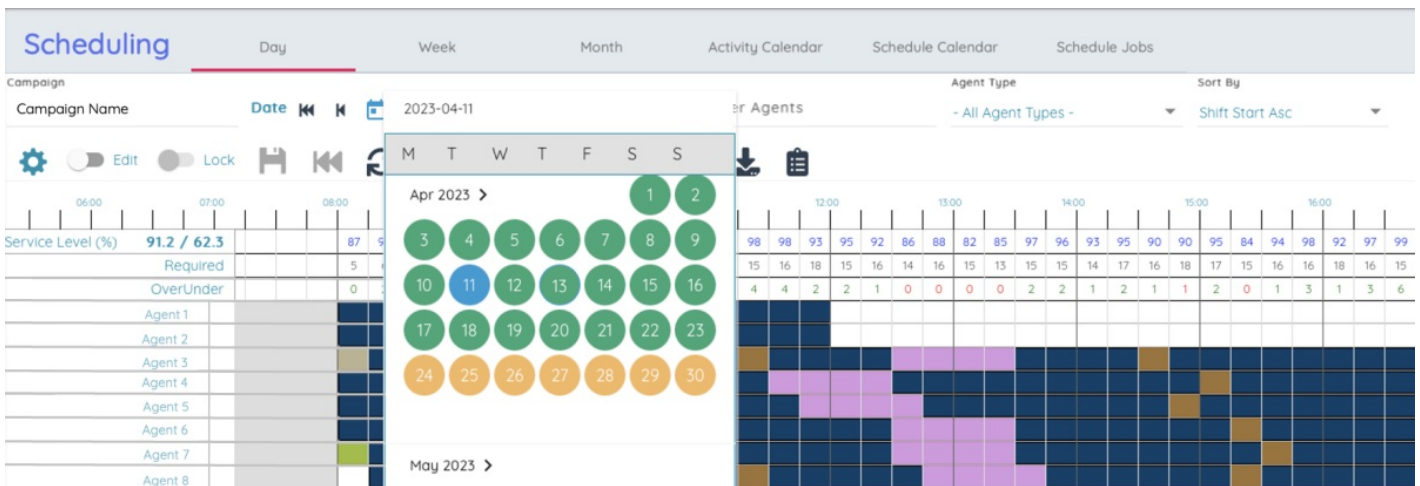 Scheduling Day Week Month Activity Calendar Schedule Calendar Schedule Jobs
Campaign Agent Type Sort By
Campaign Name Date 2023-04-11 Agents - All Agent Types - Shift Start Asc
Edit Lock M T W T F S S
06:00 07:00 08:00 12:00 13:00 14:00 15:00 16:00
Apr 2023 1 2
3 4 5 6 7 8 9
10 11 12 13 14 15 16
17 18 19 20 21 22 23
24 25 26 27 28 29 30
May 2023
Service Level (%) 91.2 / 62.3 87 98 98 93 95 92 86 88 82 85 97 96 93 95 90 90 95 84 94 98 92 97 99
Required 5 15 16 18 15 16 14 16 15 13 15 15 14 17 16 18 17 15 16 16 18 16 15
OverUnder 0 4 4 2 2 1 0 0 0 0 2 2 1 2 1 1 2 0 1 3 1 3 6
Agent 1
Agent 2
Agent 3
Agent 4
Agent 5
Agent 6
Agent 7
Agent 8